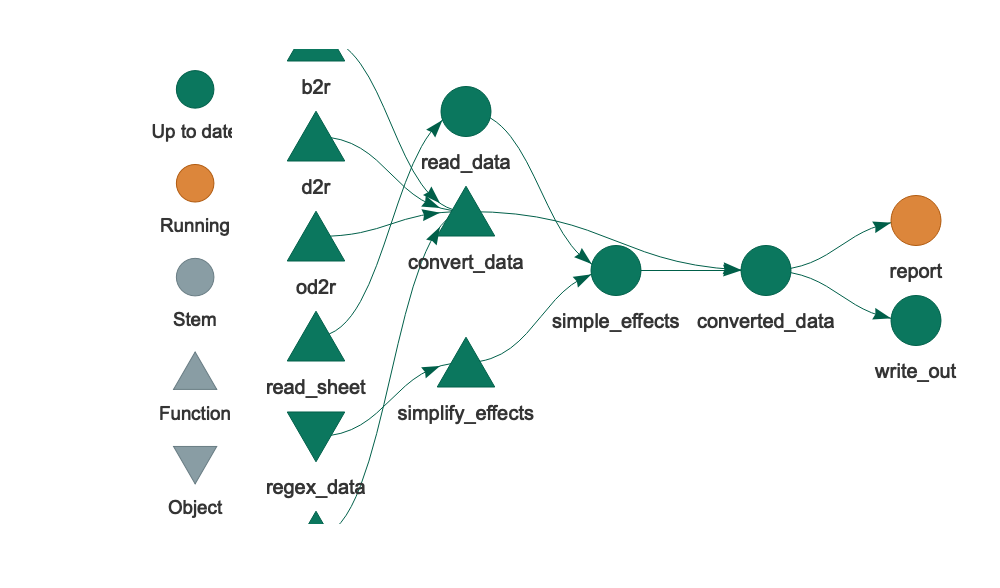 Up to date
Running
Stem
Function
Object
b2r
d2r
od2r
read_sheet
regex_data
read_data
convert_data
simplify_effects
simple_effects
converted_data
report
write_out